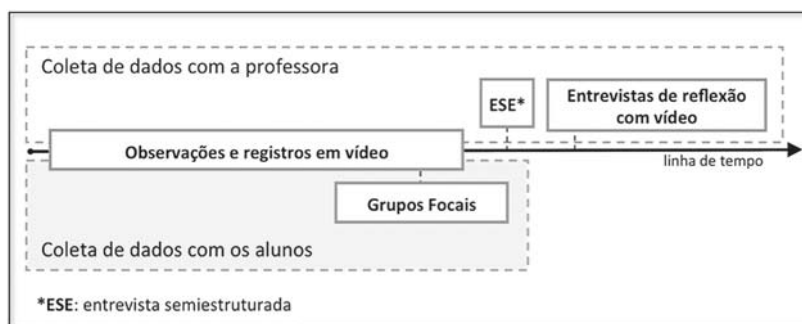 Coleta de dados com a professora
ESE*
Entrevistas de reflexão
com vídeo
Observações e registros em vídeo
linha de tempo
Grupos Focais
Coleta de dados com os alunos
*ESE: entrevista semiestruturada